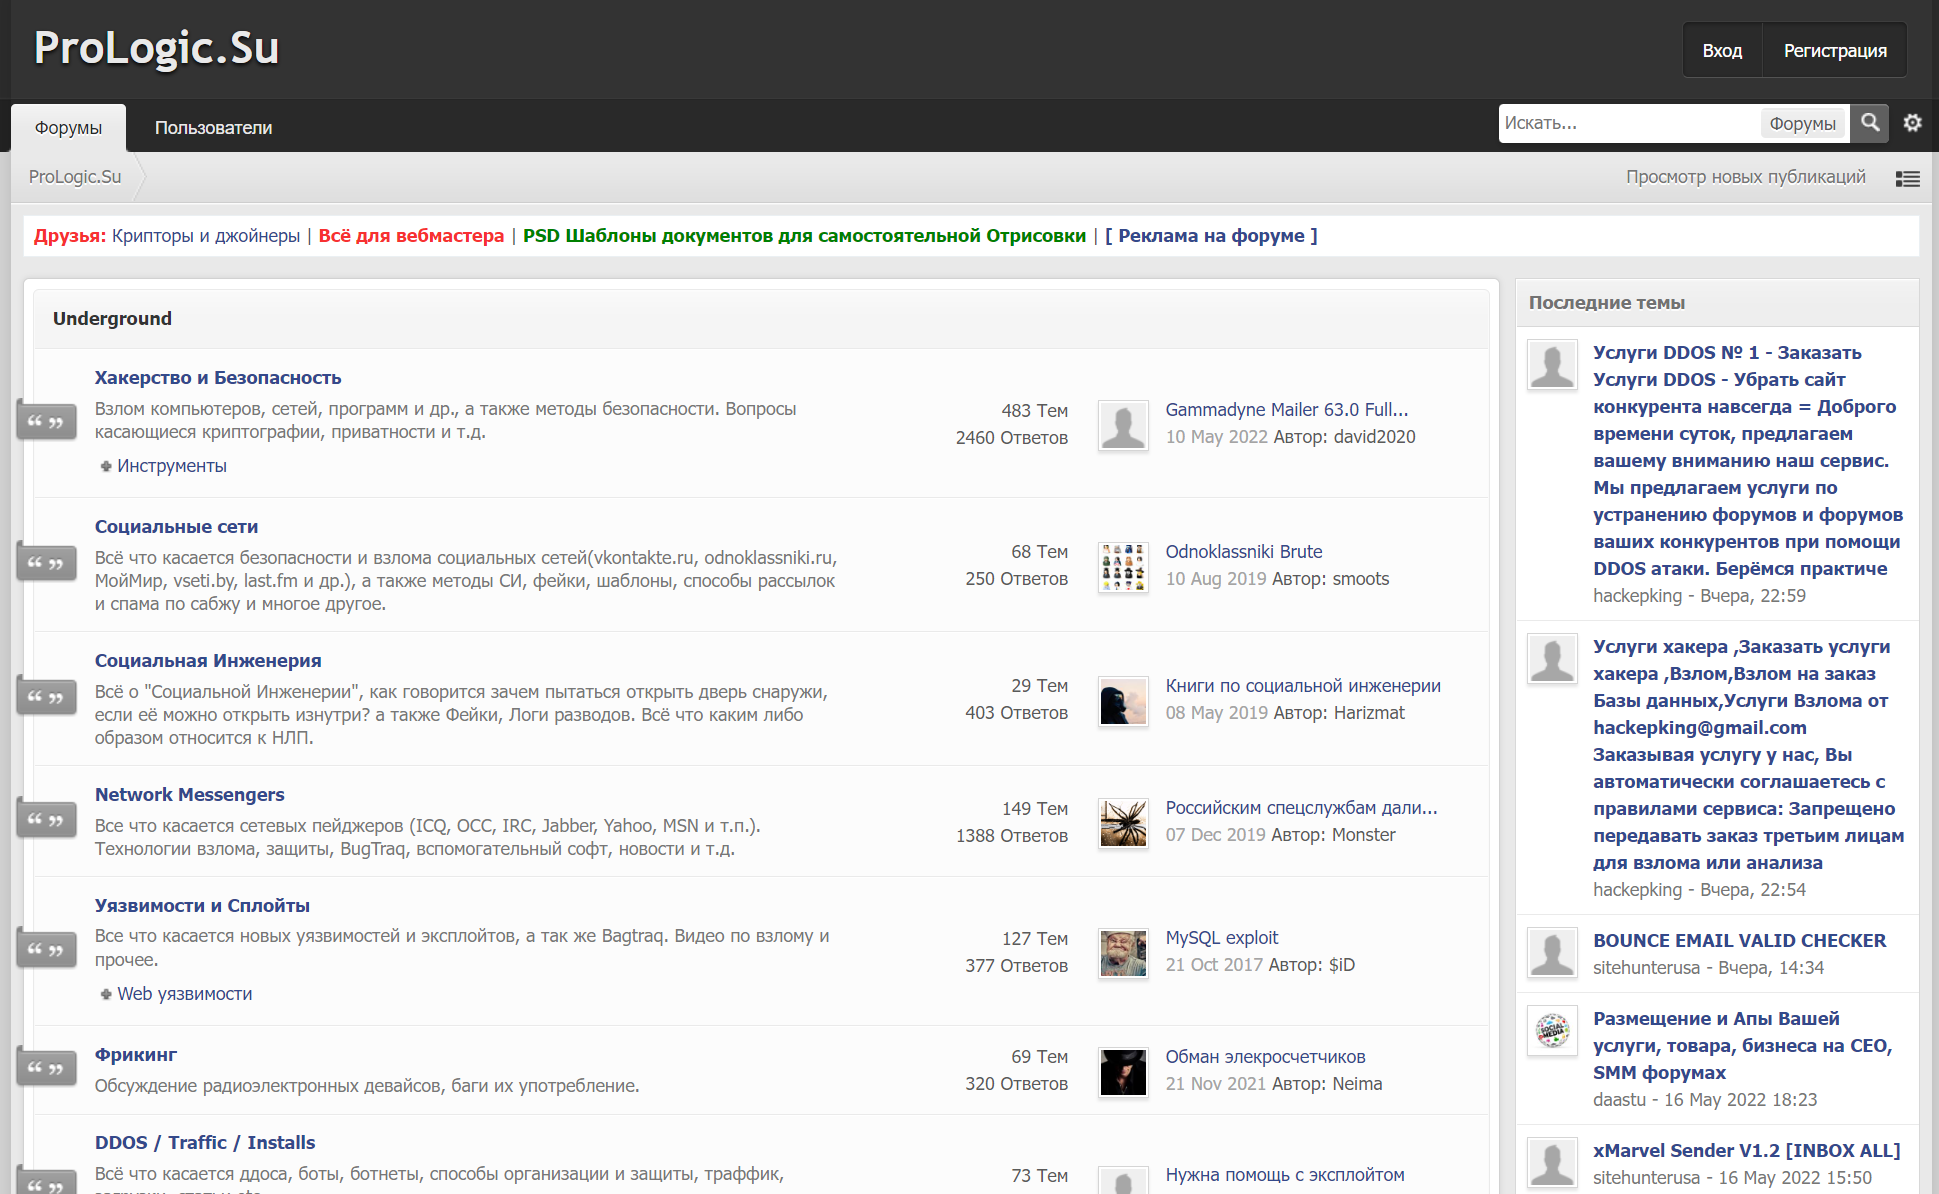 ProLogic.Su
Вход
Регистрация
Форумы
Пользователи
Искать...
Форумы
ProLogic.Su
Просмотр новых публикаций
Друзья: Крипторы и джойнеры | Всё для вебмастера | PSD Шаблоны документов для самостоятельной Отрисовки | [ Реклама на форуме ]
Underground
Хакерство и Безопасность
Взлом компьютеров, сетей, программ и др., а также методы безопасности. Вопросы
касающиеся криптографии, приватности и т.д.
Инструменты
483 Тем
2460 Ответов
Gammadyne Mailer 63.0 Full...
10 May 2022 Автор: david2020
Социальные сети
Всё что касается безопасности и взлома социальных сетей(vkontakte.ru, odnoklassniki.ru,
МойМир, vseti.by, last.fm и др.), а также методы СИ, фейки, шаблоны, способы рассылок
и спама по сабжу и многое другое.
68 Тем
250 Ответов
Odnoklassniki Brute
10 Aug 2019 Автор: smoots
Социальная Инженерия
Всё о "Социальной Инженерии", как говорится зачем пытаться открыть дверь снаружи,
если её можно открыть изнутри? а также Фейки, Логи разводов. Всё что каким либо
образом относится к НЛП.
29 Тем
403 Ответов
Книги по социальной инженерии
08 May 2019 Автор: Harizmat
Network Messengers
Все что касается сетевых пейджеров (ICQ, OCC, IRC, Jabber, Yahoo, MSN и т.п.).
Технологии взлома, защиты, BugTraq, вспомогательный софт, новости и т.д.
149 Тем
1388 Ответов
Российским спецслужбам дали...
07 Dec 2019 Автор: Monster
Уязвимости и Сплойты
Все что касается новых уязвимостей и эксплойтов, а так же Bagtraq. Видео по взлому и
прочее.
Web уязвимости
127 Тем
377 Ответов
MySQL exploit
21 Oct 2017 Автор: $iD
Фрикинг
Обсуждение радиоэлектронных девайсов, баги их употребление.
69 Тем
320 Ответов
Обман элекросчетчиков
21 Nov 2021 Автор: Neima
DDOS / Traffic / Installs
Всё что касается ддоса, боты, ботнеты, способы организации и защиты, траффик,
73 Тем
Нужна помощь с эксплойтом
Последние темы
Услуги DDOS № 1 - Заказать
Услуги DDOS - Убрать сайт
конкурента навсегда = Доброго
времени суток, предлагаем
вашему вниманию наш сервис.
Мы предлагаем услуги по
устранению форумов и форумов
ваших конкурентов при помощи
DDOS атаки. Берёмся практиче
hackepking - Вчера, 22:59
Услуги хакера ,Заказать услуги
хакера ,Взлом,Взлом на заказ
Базы данных,Услуги Взлома от
hackepking@gmail.com
Заказывая услугу у нас, Вы
автоматически соглашаетесь с
правилами сервиса: Запрещено
передавать заказ третьим лицам
для взлома или анализа
hackepking - Вчера, 22:54
BOUNCE EMAIL VALID CHECKER
sitehunterusa - Вчера, 14:34
Размещение и Апы Вашей
услуги, товара, бизнеса на СЕО,
SMM форумах
daastu - 16 May 2022 18:23
SOCIAL
MEDIA
xMarvel Sender V1.2 [INBOX ALL]
sitehunterusa - 16 May 2022 15:50